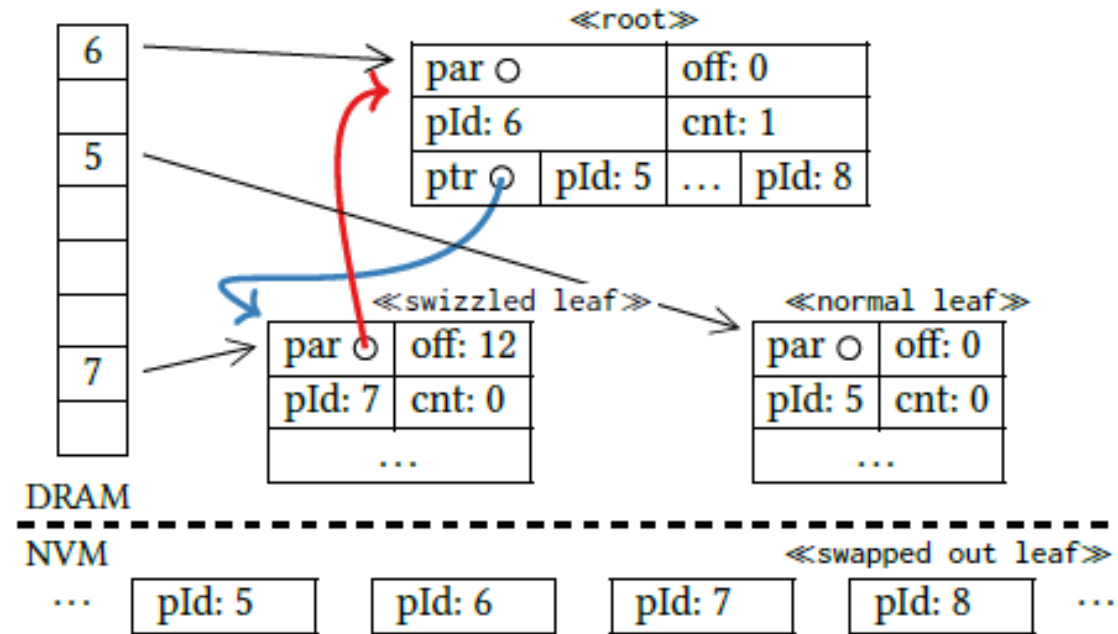 ≪root≫
6
par off: 0
pId: 6 cnt: 1
5
ptr pId: 5 ... pId: 8
≪swizzled leaf≫ ≪normal leaf≫
par off: 12 par off: 0
7
pId: 7 cnt: 0 pId: 5 cnt: 0
... ...
DRAM
NVM ≪swapped out leaf≫
... pId: 5 pId: 6 pId: 7 pId: 8 ...